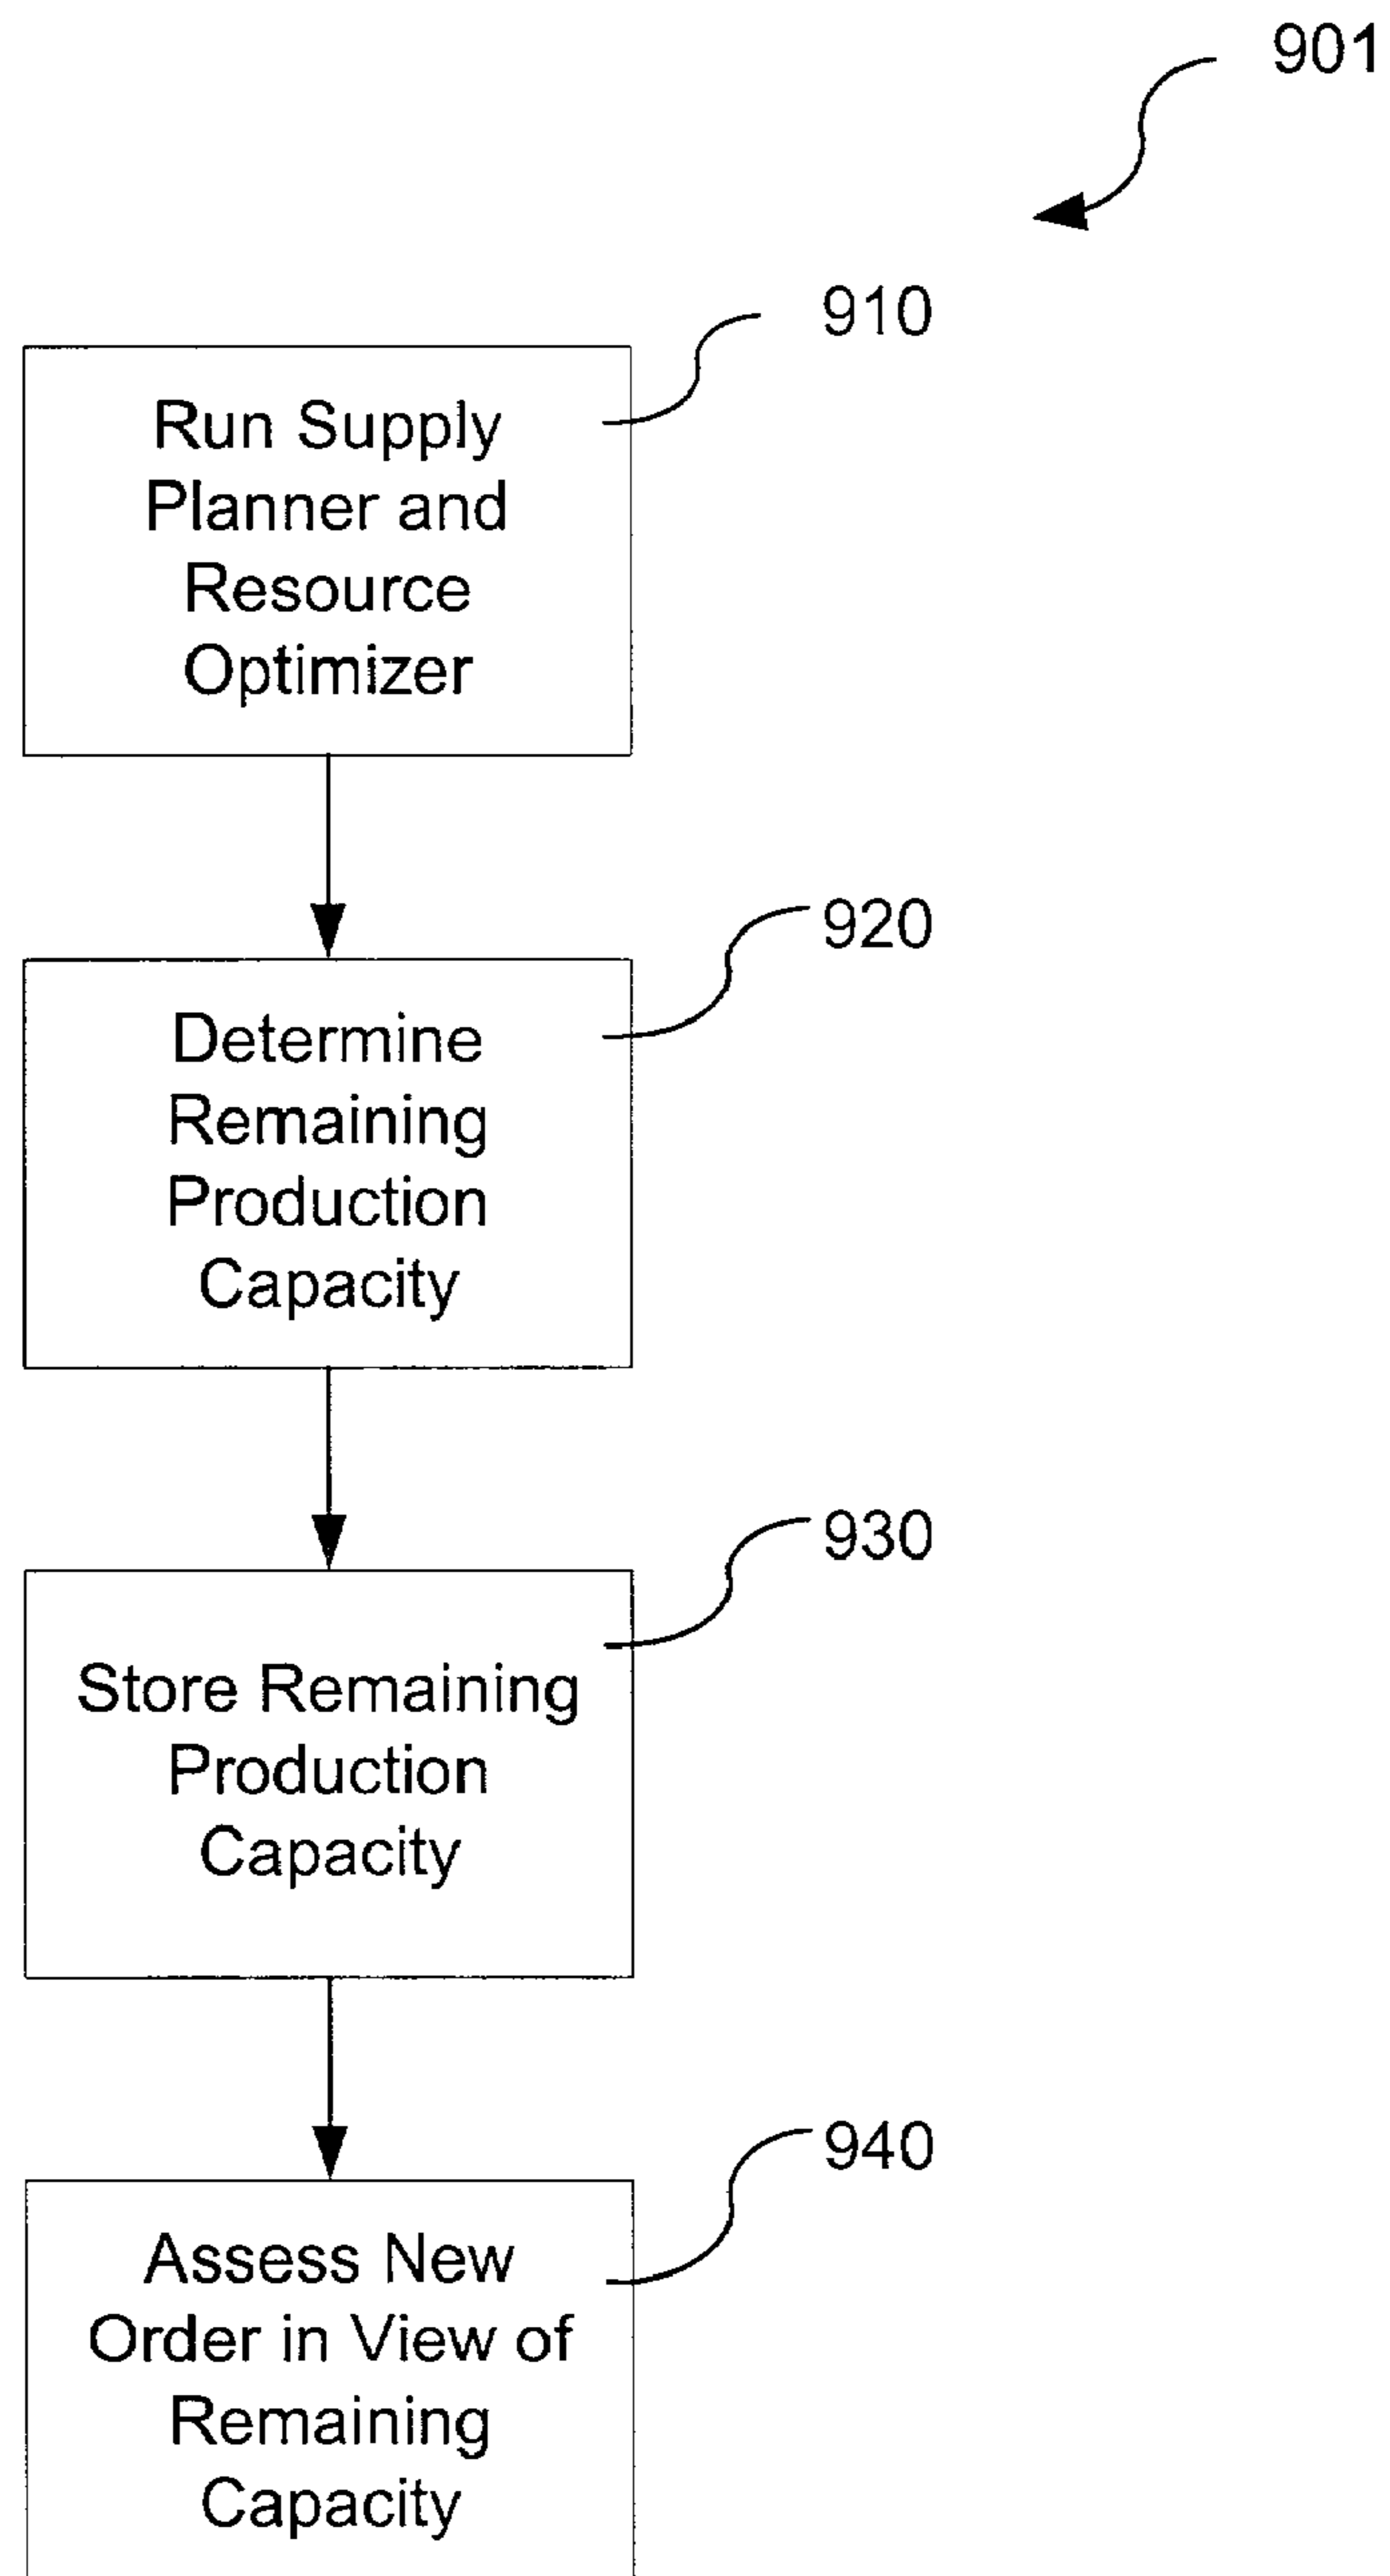 901
910
Run Supply
Planner and
Resource
Optimizer
920
Determine
Remaining
Production
Capacity
930
Store Remaining
Production
Capacity
940
Assess New
Order in View of
Remaining
Capacity